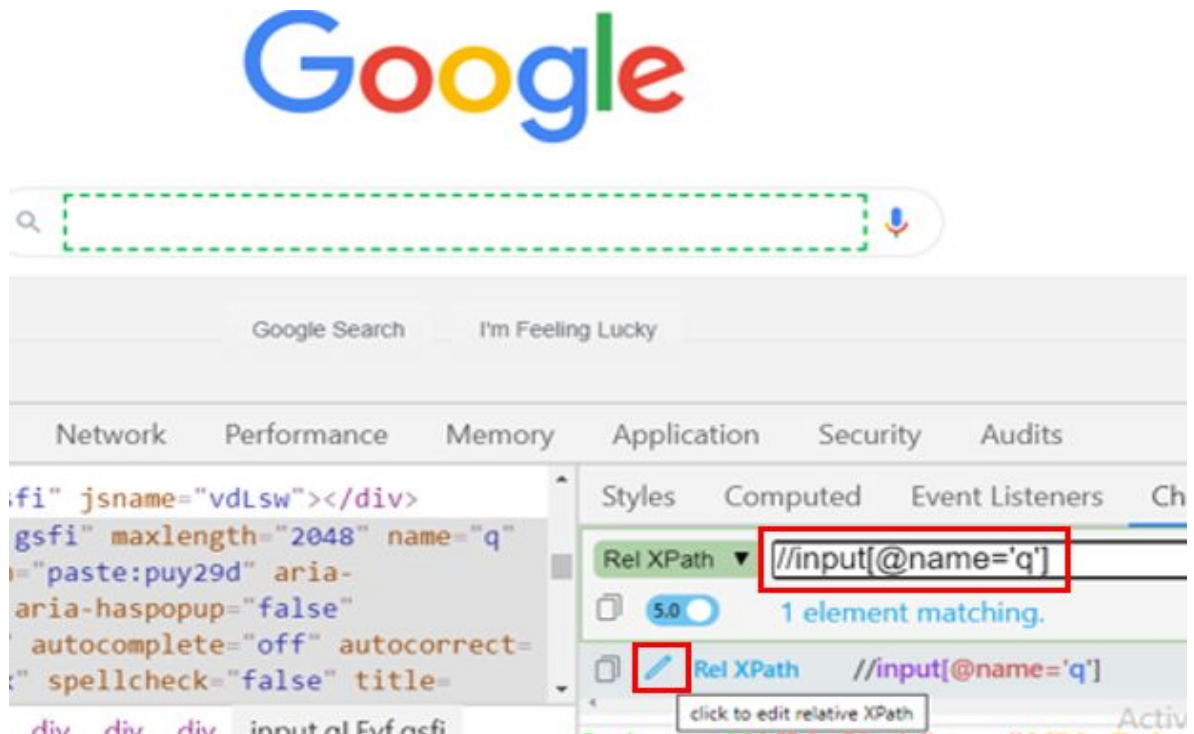 Google
Google Search I'm Feeling Lucky
Network Performance Memory Application Security Audits
sfi" jsname="vdLsw"></div>
gsfi" maxlength="2048" name="q"
="paste:puy29d" aria-
aria-haspopup="false"
" autocomplete="off" autocorrect=
" spellcheck="false" title=
div div div input.gLFyf.gsfi
Styles Computed Event Listeners Ch
Rel XPath ▼ //input[@name='q']
5.0 1 element matching.
Rel XPath //input[@name='q']
click to edit relative XPath
Activ